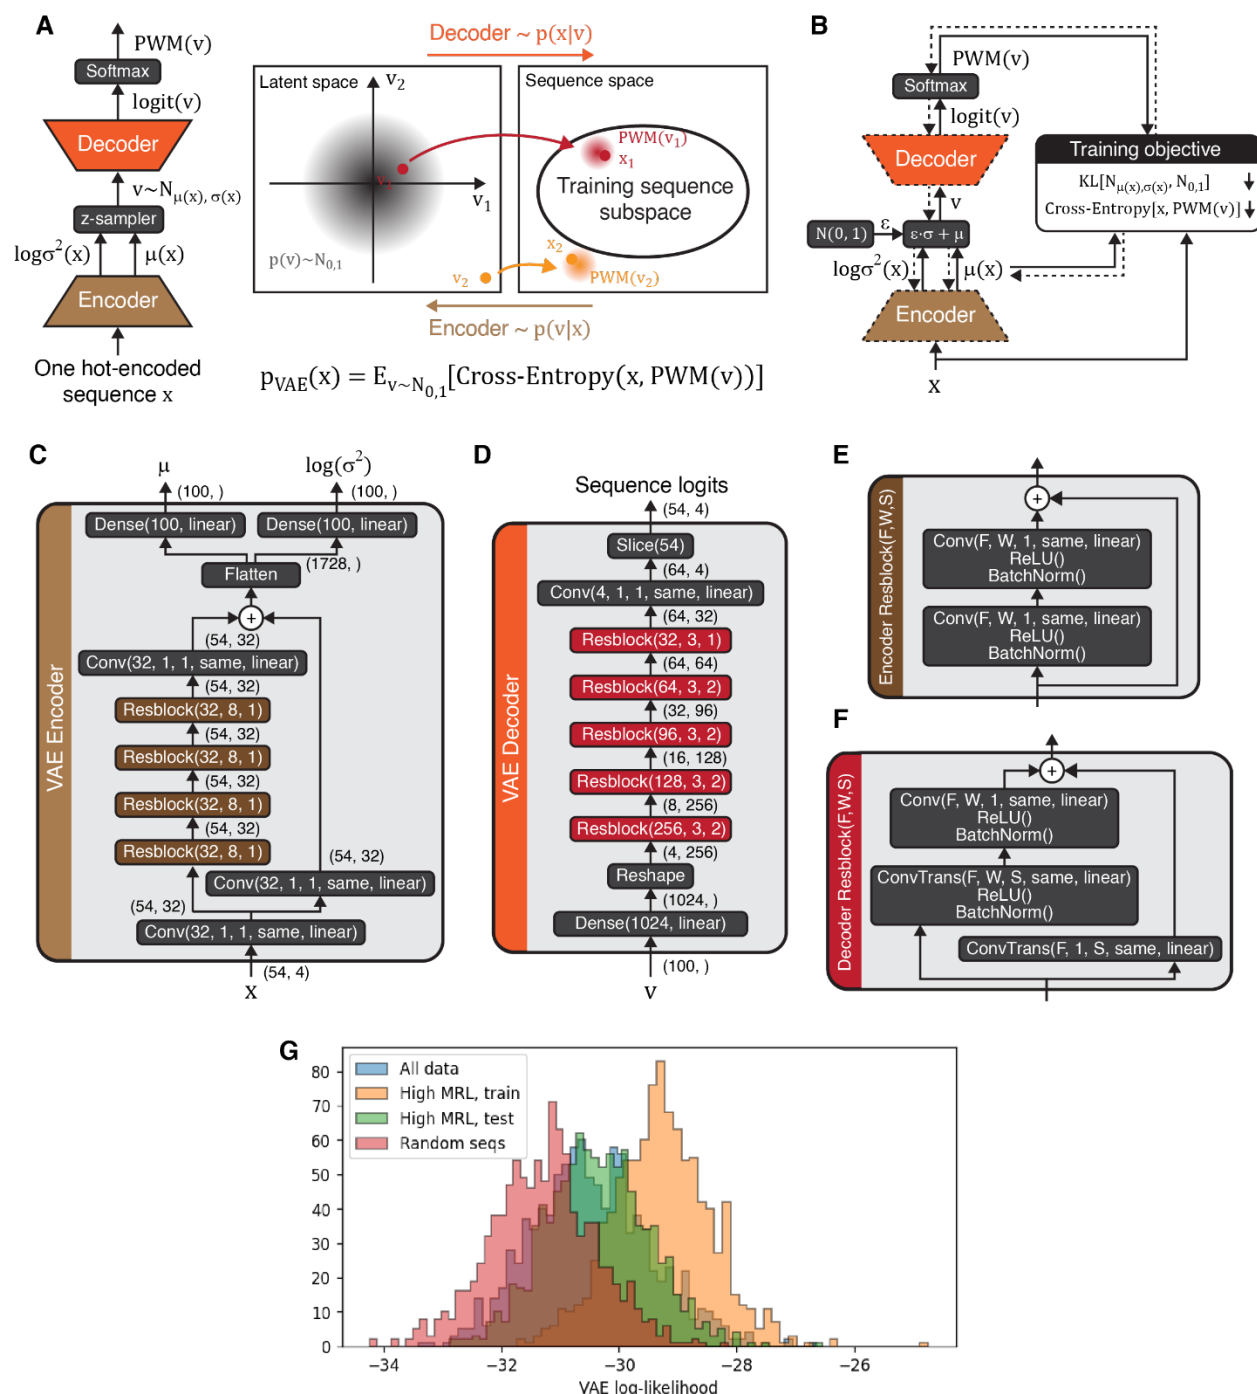 A
PWM(v)
Softmax
logit(v)
Decoder
v~N_{μ(x), σ(x)}
z-sampler
logσ²(x)
μ(x)
Encoder
One hot-encoded
sequence x
Decoder ~ p(x|v)
Latent space
v₂
v₁
v₁
p(v)~N_{0,1}
v₂
Sequence space
PWM(v₁)
x₁
Training sequence
subspace
x₂
PWM(v₂)
Encoder ~ p(v|x)
p_{VAE}(x) = E_{v~N_{0,1}}[Cross-Entropy(x, PWM(v))]
B
PWM(v)
Softmax
logit(v)
Decoder
v
N(0, 1)
ε
ε·σ + μ
logσ²(x)
μ(x)
Encoder
x
Training objective
KL[N_{μ(x),σ(x)}, N_{0,1}]
Cross-Entropy[x, PWM(v)]
C
μ
log(σ²)
(100, )
(100, )
VAE Encoder
Dense(100, linear)
Dense(100, linear)
(1728, )
Flatten
+
(54, 32)
Conv(32, 1, 1, same, linear)
(54, 32)
Resblock(32, 8, 1)
(54, 32)
Resblock(32, 8, 1)
(54, 32)
Resblock(32, 8, 1)
(54, 32)
Resblock(32, 8, 1)
(54, 32)
Conv(32, 1, 1, same, linear)
(54, 32)
Conv(32, 1, 1, same, linear)
(54, 4)
x
D
Sequence logits
(54, 4)
VAE Decoder
Slice(54)
(64, 4)
Conv(4, 1, 1, same, linear)
(64, 32)
Resblock(32, 3, 1)
(64, 64)
Resblock(64, 3, 2)
(32, 96)
Resblock(96, 3, 2)
(16, 128)
Resblock(128, 3, 2)
(8, 256)
Resblock(256, 3, 2)
(4, 256)
Reshape
(1024, )
Dense(1024, linear)
(100, )
v
E
Encoder Resblock(F,W,S)
+
Conv(F, W, 1, same, linear)
ReLU()
BatchNorm()
Conv(F, W, 1, same, linear)
ReLU()
BatchNorm()
F
Decoder Resblock(F,W,S)
+
Conv(F, W, 1, same, linear)
ReLU()
BatchNorm()
ConvTrans(F, W, S, same, linear)
ReLU()
BatchNorm()
ConvTrans(F, 1, S, same, linear)
G
All data
High MRL, train
High MRL, test
Random seqs
80
70
60
50
40
30
20
10
0
−34
−32
−30
−28
−26
VAE log-likelihood